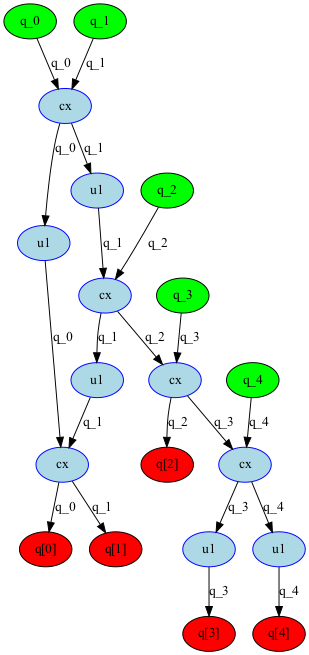 q_0 q_1
q_0 q_1
cx
q_0 q_1
u1 q_2
u1 q_1 q_2
cx q_3
q_0 q_1 q_2 q_3
u1 cx q_4
q_1 q_2 q_3 q_4
cx q[2] cx
q_0 q_1 q_3 q_4
q[0] q[1] u1 u1
q_3 q_4
q[3] q[4]